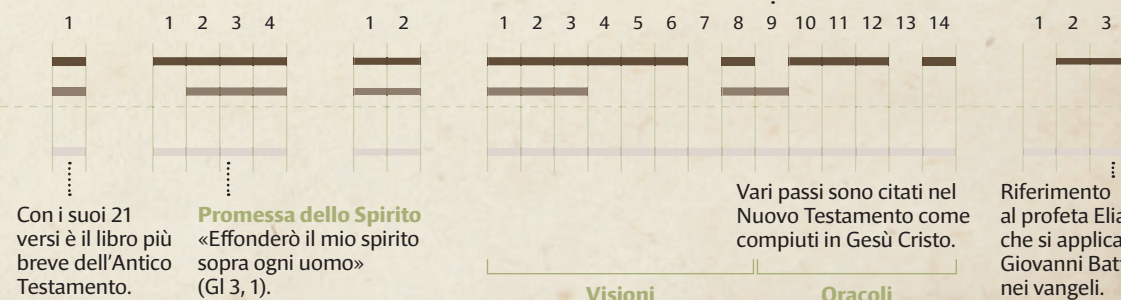 1 1 2 3 4 1 2 1 2 3 4 5 6 7 8 9 10 11 12 13 14 1 2 3
Con i suoi 21
versi è il libro più
breve dell'Antico
Testamento.
Promessa dello Spirito
«Effonderò il mio spirito
sopra ogni uomo»
(Gl 3, 1).
Vari passi sono citati nel
Nuovo Testamento come
compiuti in Gesù Cristo.
Visioni
Oracoli
Riferimento
al profeta Elia
che si applica
Giovanni Batt
nei vangeli.